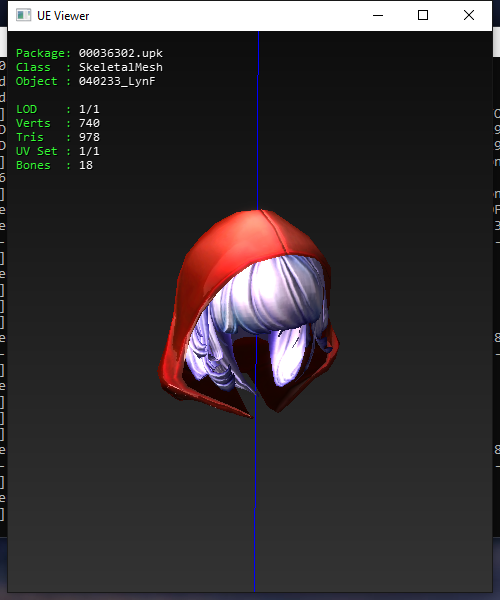 UE Viewer
Package: 00036302.upk
Class : SkeletalMesh
Object : 040233_LynF
LOD : 1/1
Verts : 740
Tris : 978
UV Set : 1/1
Bones : 18